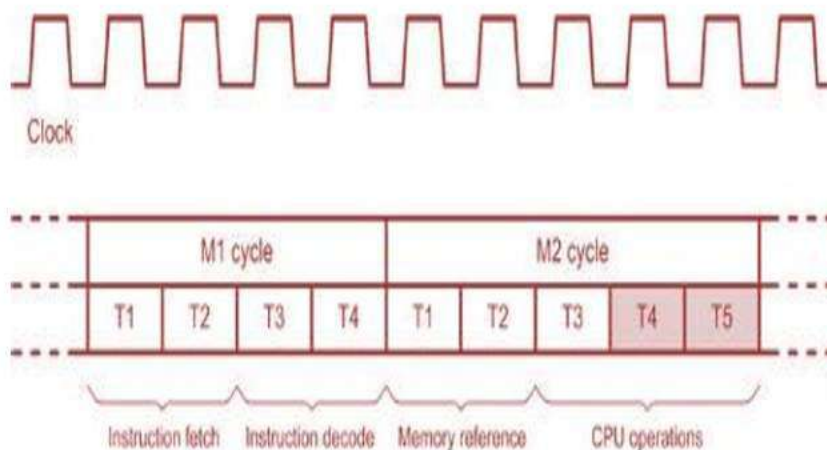 Clock
M1 cycle M2 cycle
T1 T2 T3 T4 T1 T2 T3 T4 T5
Instruction fetch Instruction decode Memory reference CPU operations